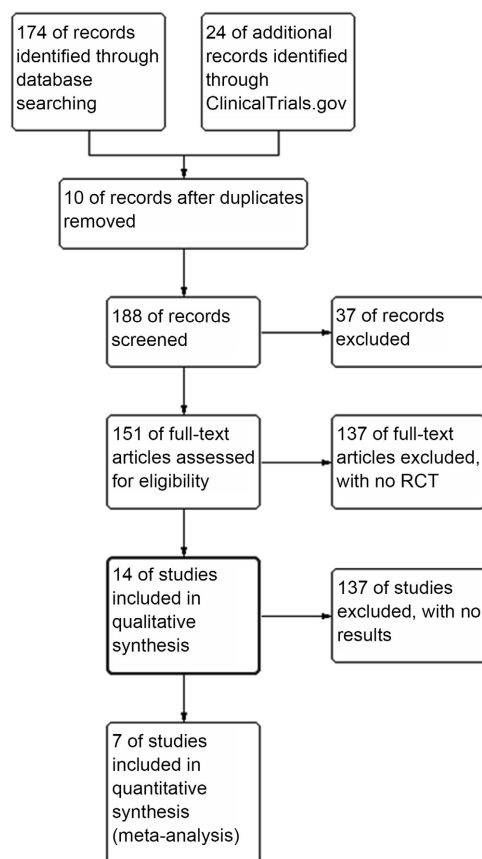 174 of records
identified through
database
searching
24 of additional
records identified
through
ClinicalTrials.gov
10 of records after duplicates
removed
188 of records
screened
37 of records
excluded
151 of full-text
articles assessed
for eligibility
137 of full-text
articles excluded,
with no RCT
14 of studies
included in
qualitative
synthesis
137 of studies
excluded, with no
results
7 of studies
included in
quantitative
synthesis
(meta-analysis)